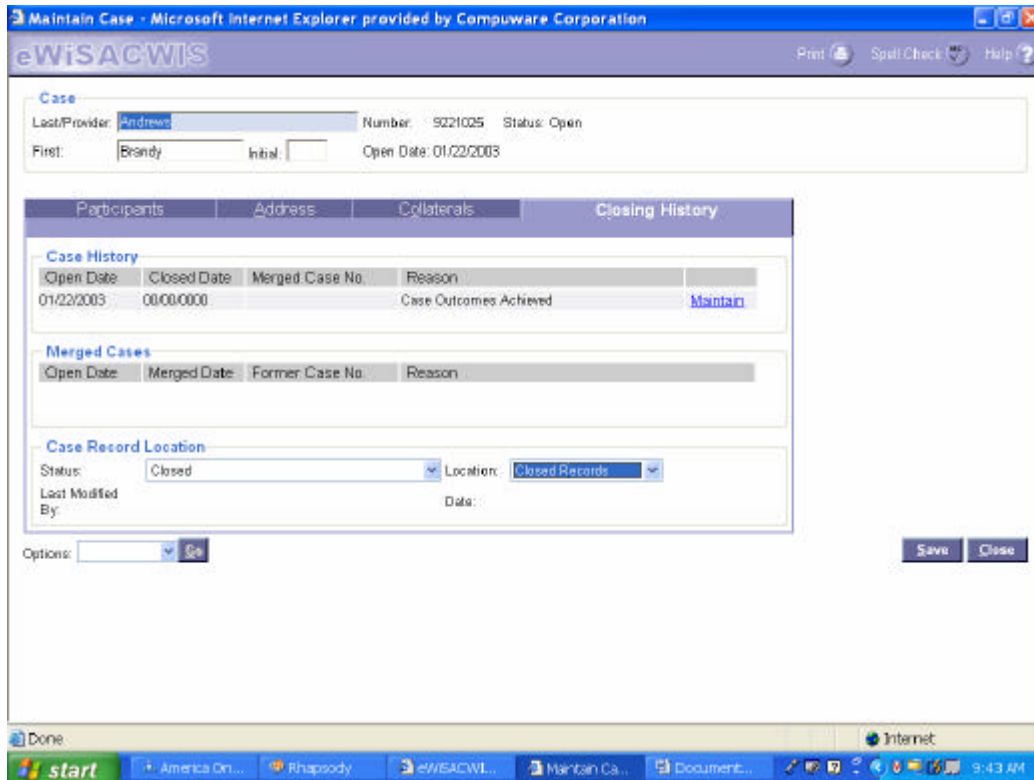 Maintain Case - Microsoft Internet Explorer provided by Compuware Corporation
eWiSACWIS Print Spell Check Help
Case
Last/Provider: Andrews Number: 9221025 Status: Open
First: Brandy Initial: Open Date: 01/22/2003
Participants Address Collaterals Closing History
Case History
Open Date Closed Date Merged Case No. Reason
01/22/2003 00/00/0000 Case Outcomes Achieved Maintain
Merged Cases
Open Date Merged Date Former Case No. Reason
Case Record Location
Status: Closed Location: Closed Records
Last Modified
By: Date:
Options: Go Save Close
Done Internet
start America On... Rhapsody eWiSACWI... Maintain Ca... Document... 9:43 AM